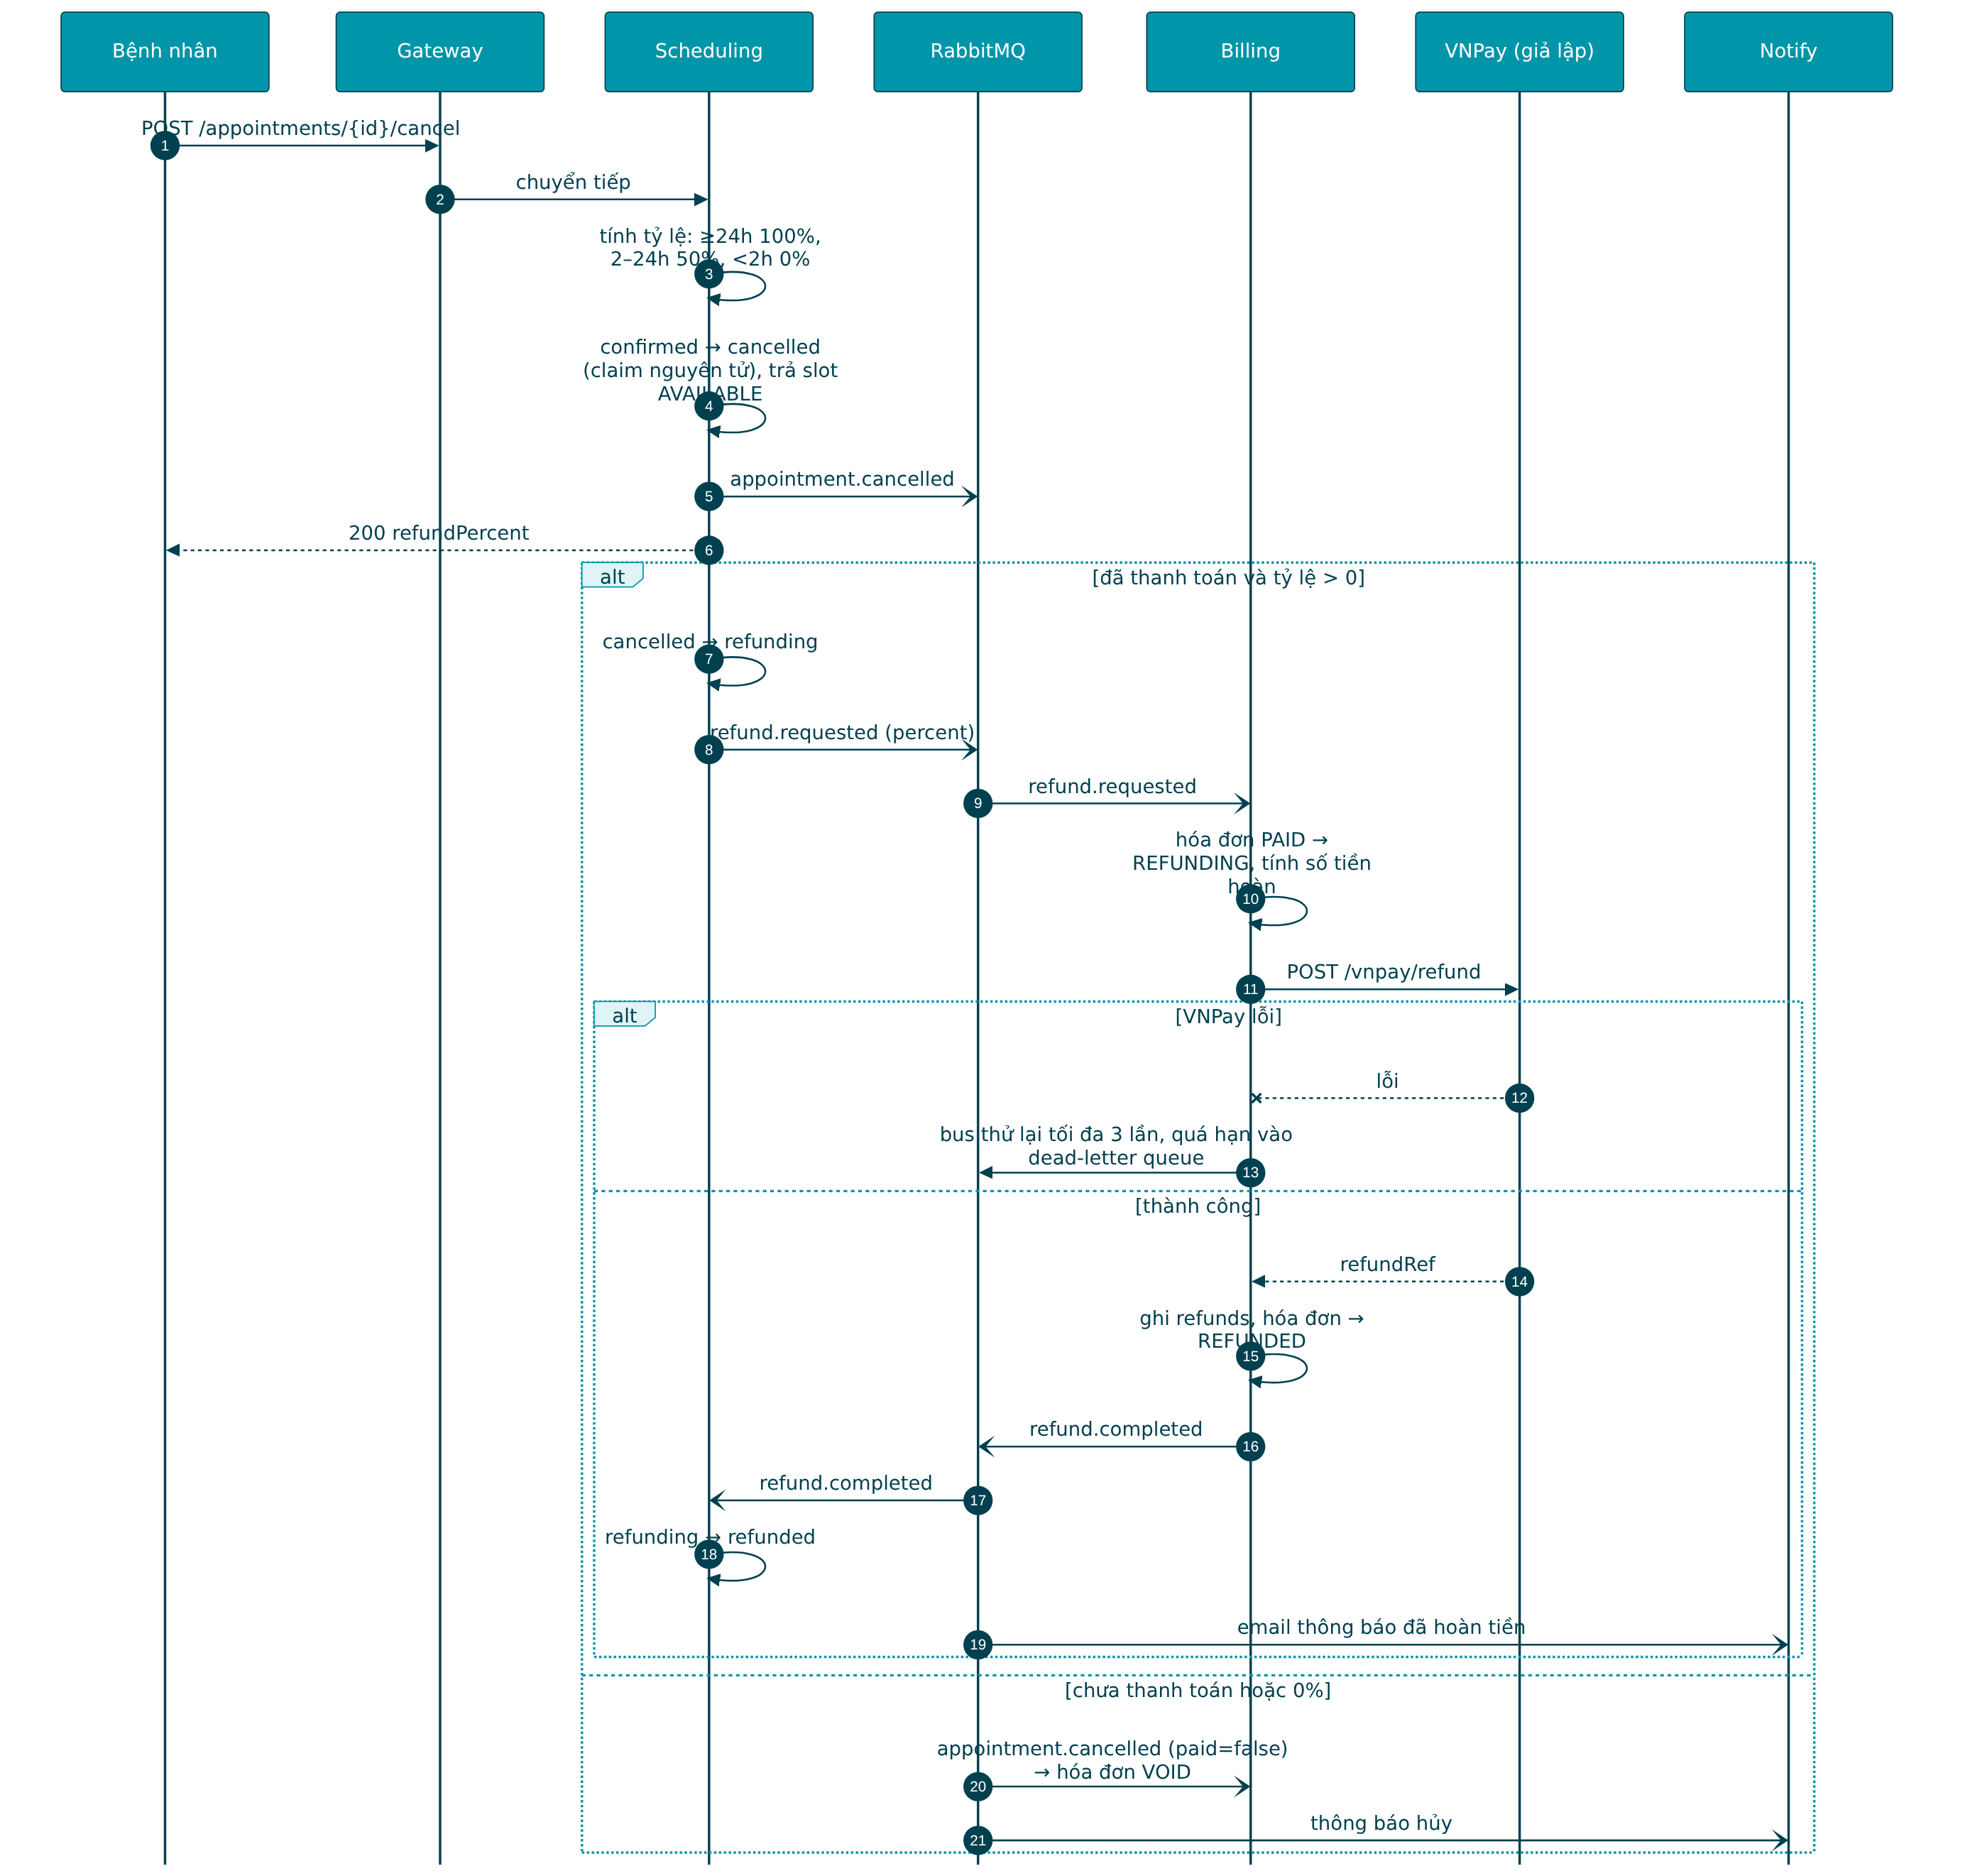 Bệnh nhân
Gateway
Scheduling
RabbitMQ
Billing
VNPay (giả lập)
Notify
POST /appointments/{id}/cancel
1
chuyển tiếp
2
tính tỷ lệ: ≥24h 100%,
2–24h 50%, <2h 0%
3
confirmed → cancelled
(claim nguyên tử), trả slot
AVAILABLE
4
appointment.cancelled
5
200 refundPercent
6
alt
[đã thanh toán và tỷ lệ > 0]
cancelled → refunding
7
refund.requested (percent)
8
refund.requested
9
hóa đơn PAID →
REFUNDING, tính số tiền
hoàn
10
POST /vnpay/refund
11
alt
[VNPay lỗi]
lỗi
12
bus thử lại tối đa 3 lần, quá hạn vào
dead-letter queue
13
[thành công]
refundRef
14
ghi refunds, hóa đơn →
REFUNDED
15
refund.completed
16
refund.completed
17
refunding → refunded
18
email thông báo đã hoàn tiền
19
[chưa thanh toán hoặc 0%]
appointment.cancelled (paid=false)
→ hóa đơn VOID
20
thông báo hủy
21